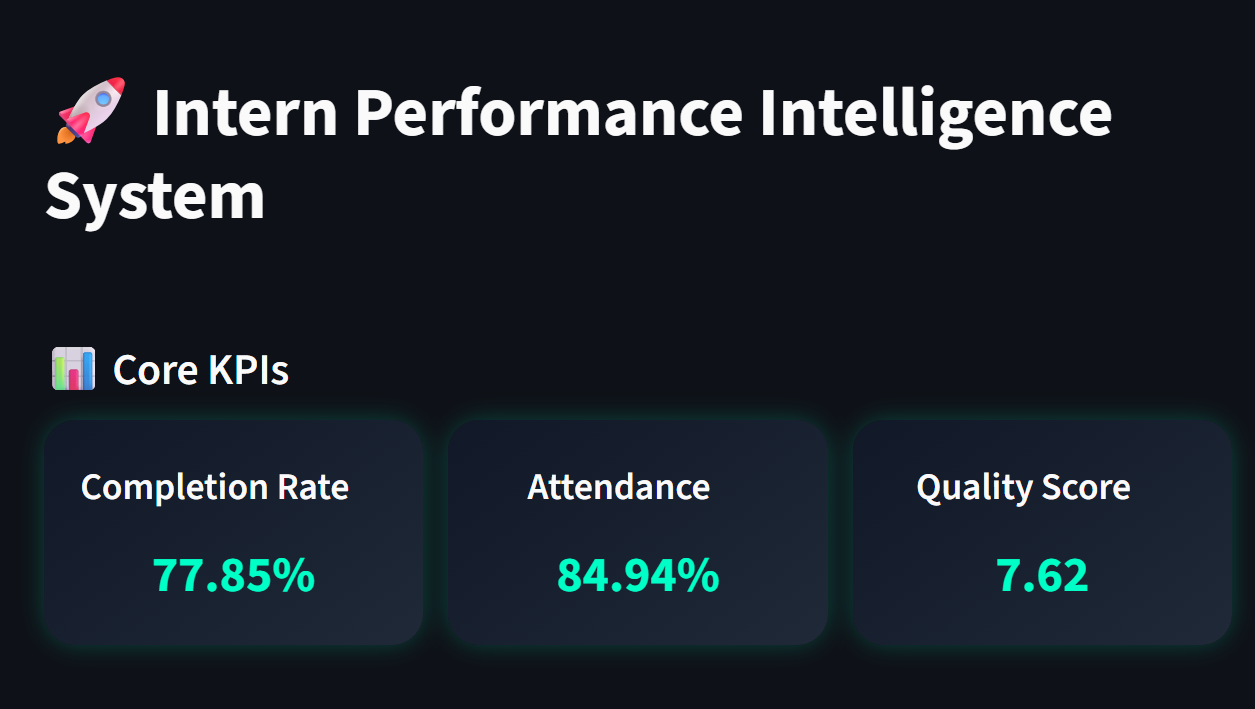 🚀 Intern Performance Intelligence
System
📊 Core KPIs
Completion Rate
Attendance
Quality Score
77.85%
84.94%
7.62